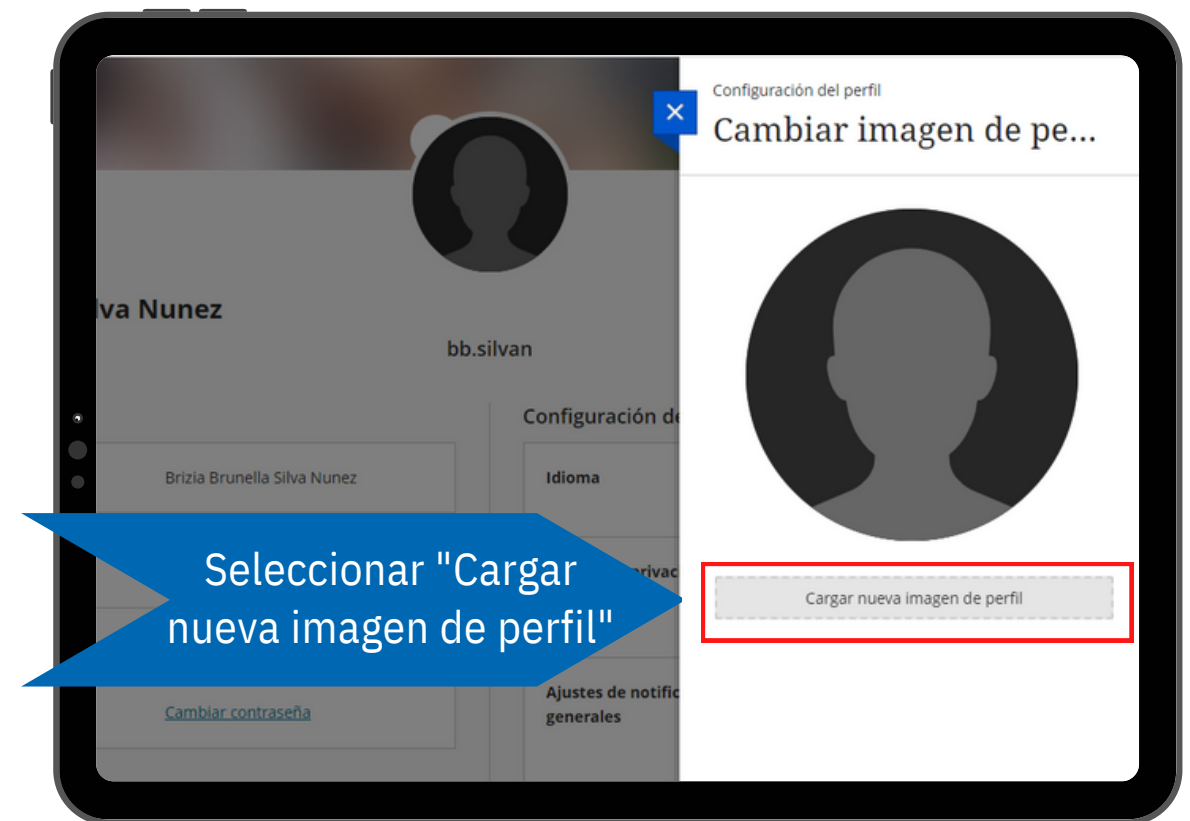 Configuración del perfil
Cambiar imagen de pe...
lva Nunez
bb.silvan
Configuración de
Brizia Brunella Silva Nunez
Idioma
privac
Seleccionar "Cargar
nueva imagen de perfil"
Cargar nueva imagen de perfil
Cambiar contraseña
Ajustes de notific
generales